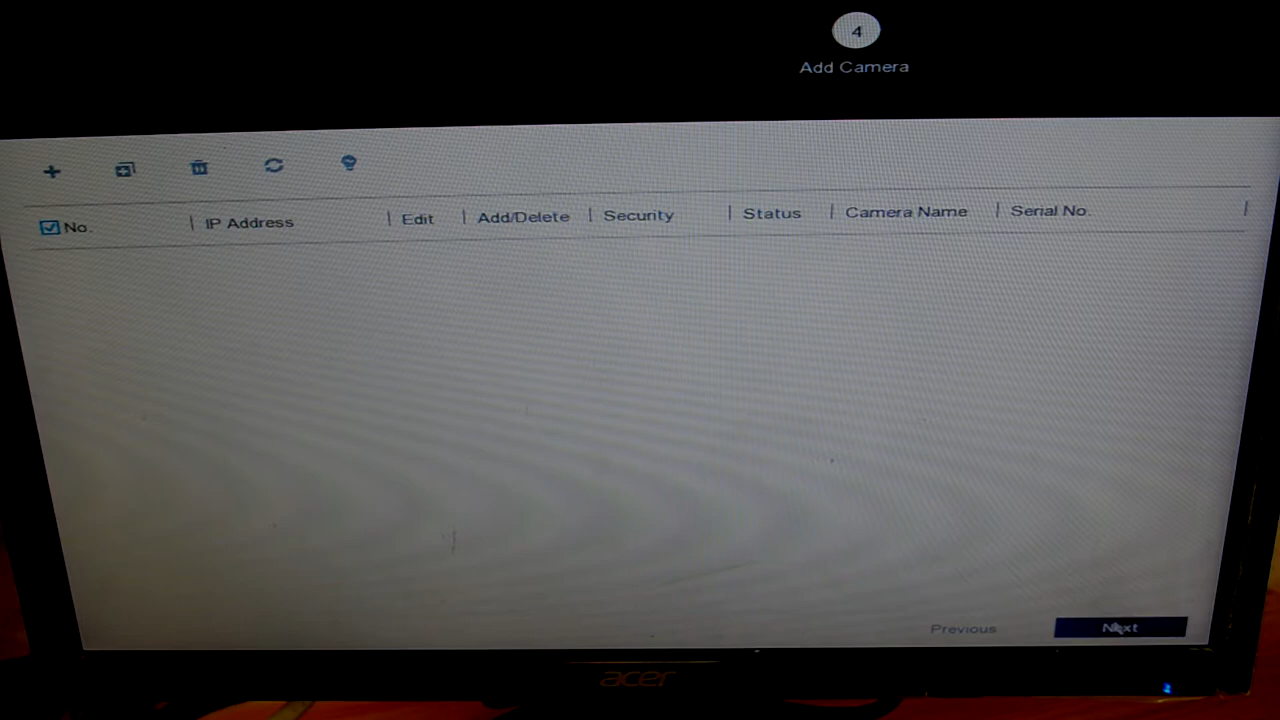 4
Add Camera
No. IP Address Edit Add/Delete Security Status Camera Name Serial No.
Previous Next
acer